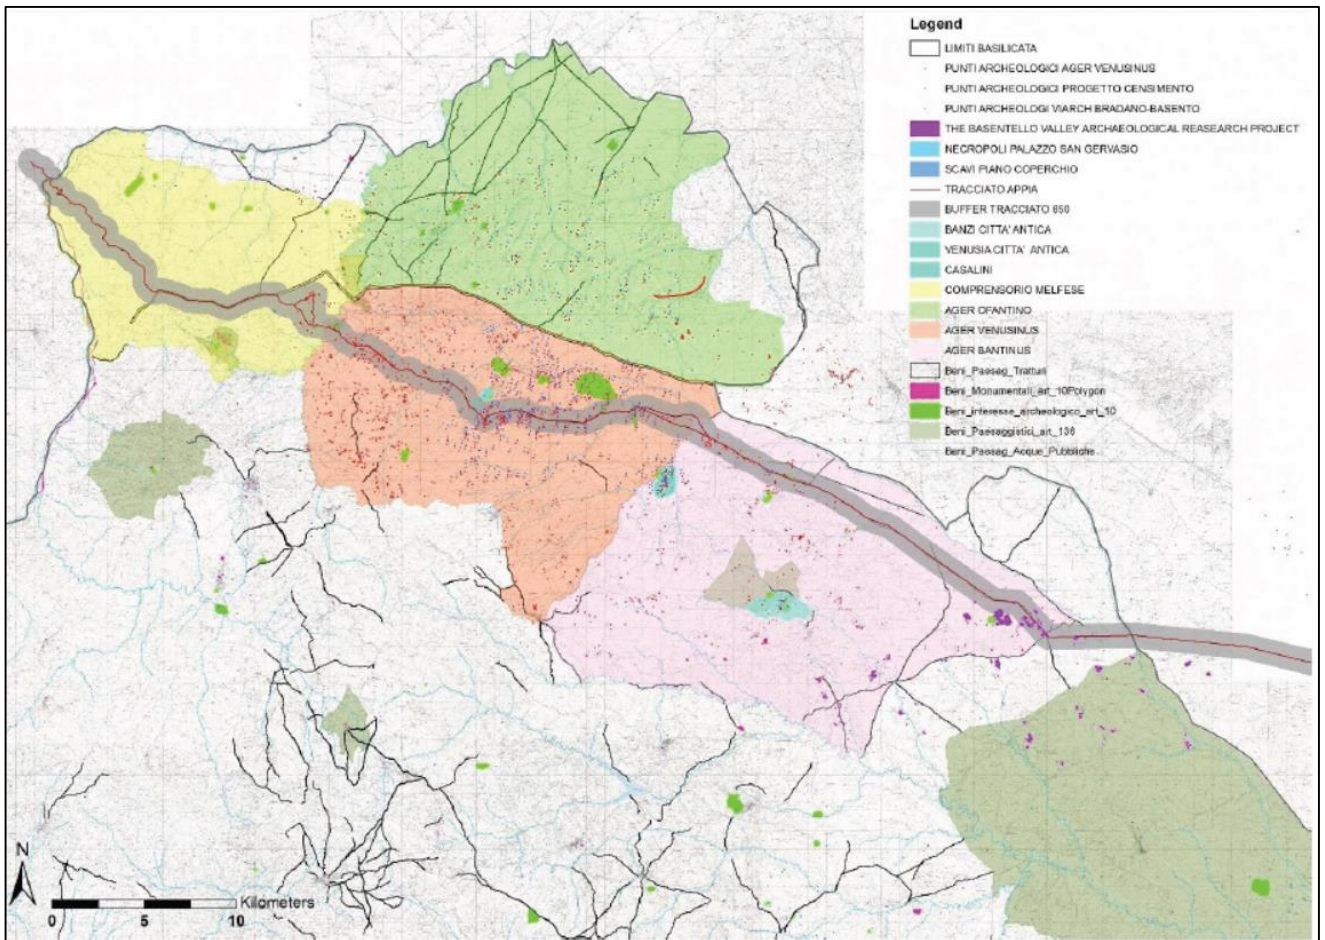 Legend
LIMITI BASILICATA
PUNTI ARCHEOLOGICI AGER VENUSINUS
PUNTI ARCHEOLOGICI PROGETTO CENSIMENTO
PUNTI ARCHEOLOGI VIARCH BRADANO-BASENTO
THE BASENTELLO VALLEY ARCHAEOLOGICAL REASEARCH PROJECT
NECROPOLI PALAZZO SAN GERVASIO
SCAVI PIANO COPERCHIO
TRACCIATO APPIA
BUFFER TRACCIATO 650
BANZI CITTA' ANTICA
VENUSIA CITTA' ANTICA
CASALINI
COMPRENSORIO MELFESE
AGER OFANTINO
AGER VENUSINUS
AGER BANTINUS
Beni_Paesag_Tratturi
Beni_Monumentali_art_10Polygon
Beni_interesse_archeologico_art_10
Beni_Paesaggistici_art_136
Beni_Paesag_Acque_Pubbliche
N
Kilometers
0 5 10